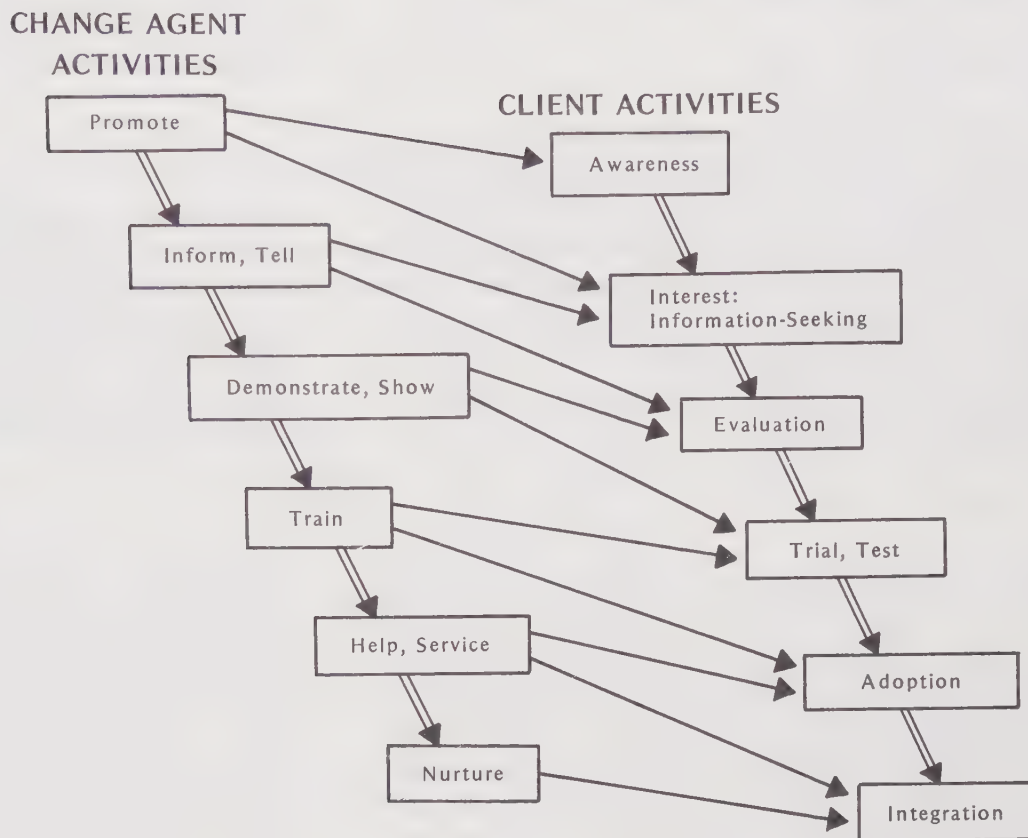 CHANGE AGENT
ACTIVITIES
Promote
Inform, Tell
Demonstrate, Show
Train
Help, Service
Nurture
CLIENT ACTIVITIES
Awareness
Interest:
Information-Seeking
Evaluation
Trial, Test
Adoption
Integration